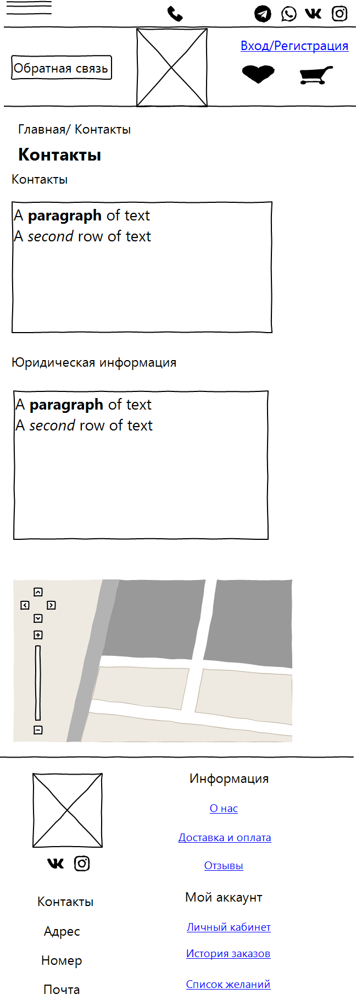 Вход/Регистрация
Обратная связь
Главная/ Контакты
Контакты
Контакты
A paragraph of text
A second row of text
Юридическая информация
A paragraph of text
A second row of text
Информация
О нас
Доставка и оплата
Отзывы
Контакты
Адрес
Номер
Почта
Мой аккаунт
Личный кабинет
История заказов
Список желаний